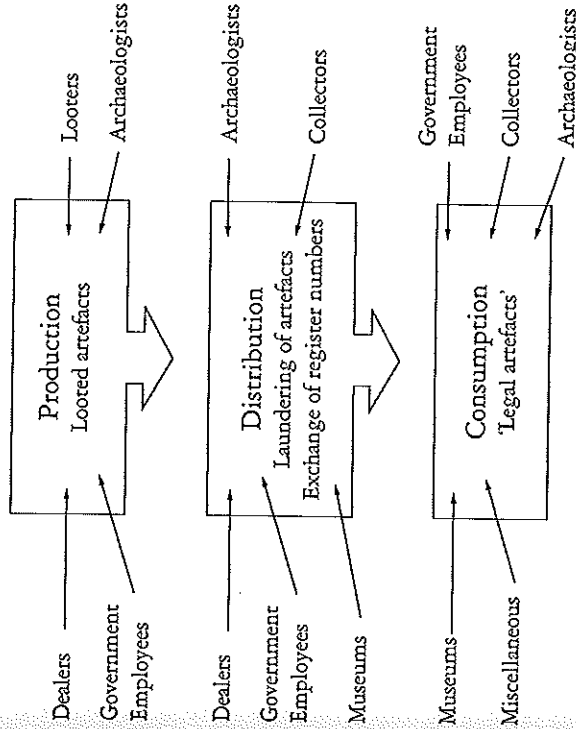 Dealers
Government
Employees
Production
Looted artefacts
Looters
Archaeologists
Dealers
Government
Employees
Museums
Distribution
Laundering of artefacts
Exchange of register numbers
Archaeologists
Collectors
Museums
Miscellaneous
Consumption
'Legal artefacts'
Government
Employees
Collectors
Archaeologists